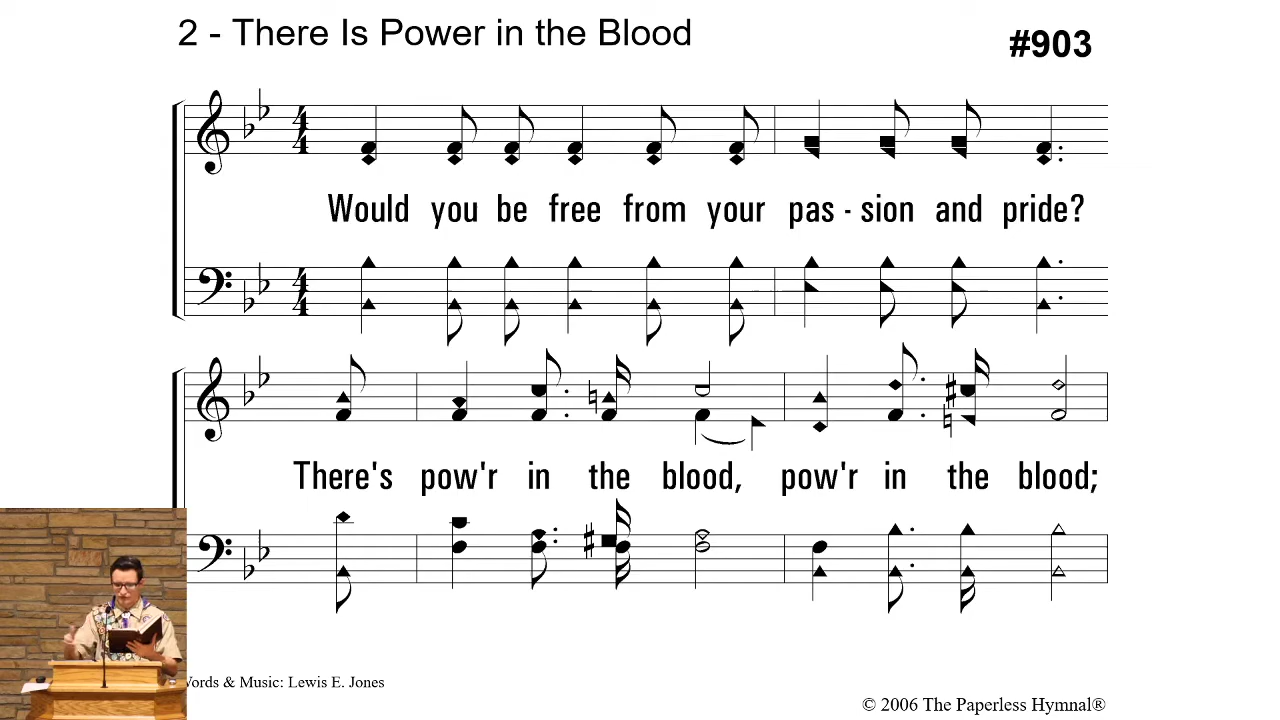 2 - There Is Power in the Blood
#903
Would you be free from your pas - sion and pride?
There's pow'r in the blood, pow'r in the blood;
Words & Music: Lewis E. Jones
© 2006 The Paperless Hymnal®